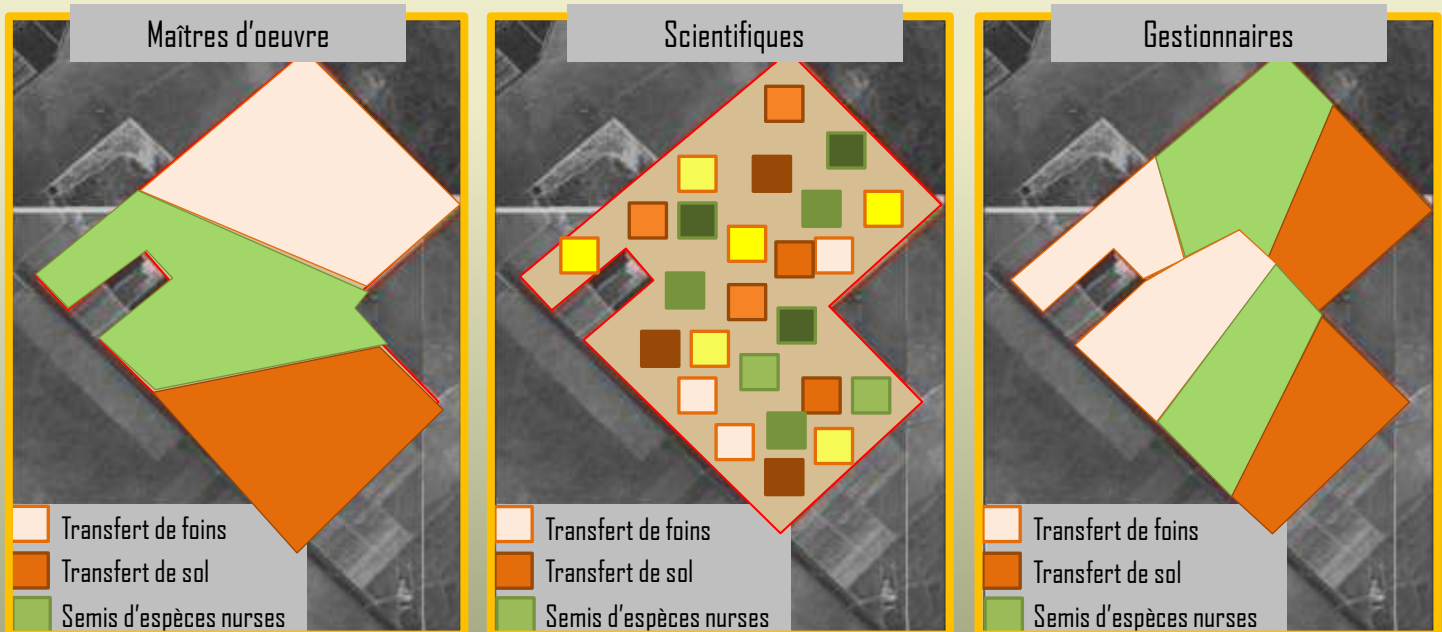 Maîtres d'oeuvre
Transfert de foins
Transfert de sol
Semis d'espèces nurses
Scientifiques
Transfert de foins
Transfert de sol
Semis d'espèces nurses
Gestionnaires
Transfert de foins
Transfert de sol
Semis d'espèces nurses